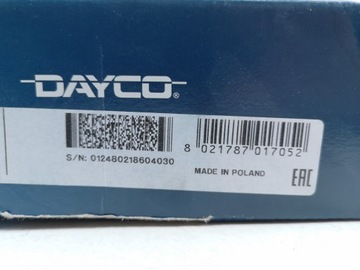 DAYCO®
8 021787 017052
S/N: 012480218604030
MADE IN POLAND
EAC